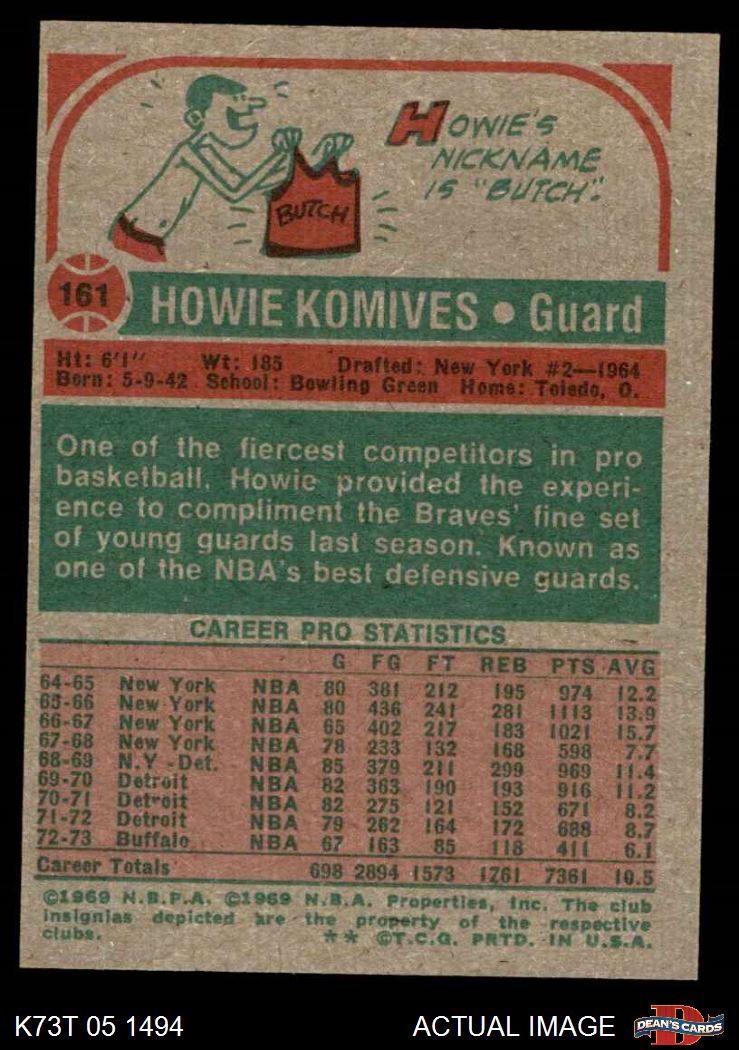 HOWIE'S
NICKNAME
IS "BUTCH".
BUTCH
161 HOWIE KOMIVES • Guard
Ht: 6'1" Wt: 185 Drafted: New York #2—1964
Born: 5-9-42 School: Bowling Green Home: Toledo, O.
One of the fiercest competitors in pro
basketball, Howie provided the experi-
ence to compliment the Braves' fine set
of young guards last season. Known as
one of the NBA's best defensive guards.
CAREER PRO STATISTICS
G FG FT REB PTS AVG
64-65 New York NBA 80 381 212 195 974 12.2
65-66 New York NBA 80 436 241 281 1113 13.9
66-67 New York NBA 65 402 217 183 1021 15.7
67-68 New York NBA 78 233 132 168 598 7.7
68-69 N.Y.-Det. NBA 85 379 211 299 969 11.4
69-70 Detroit NBA 82 363 190 193 916 11.2
70-71 Detroit NBA 82 275 121 152 671 8.2
71-72 Detroit NBA 79 262 164 172 688 8.7
72-73 Buffalo NBA 67 163 85 118 411 6.1
Career Totals 698 2894 1573 1761 7361 10.5
©1969 N.B.P.A. ©1969 N.B.A. Properties, Inc. The club
insignias depicted are the property of the respective
clubs. ** ©T.C.G. PRTD. IN U.S.A.
K73T 05 1494 ACTUAL IMAGE DEAN'S CARDS